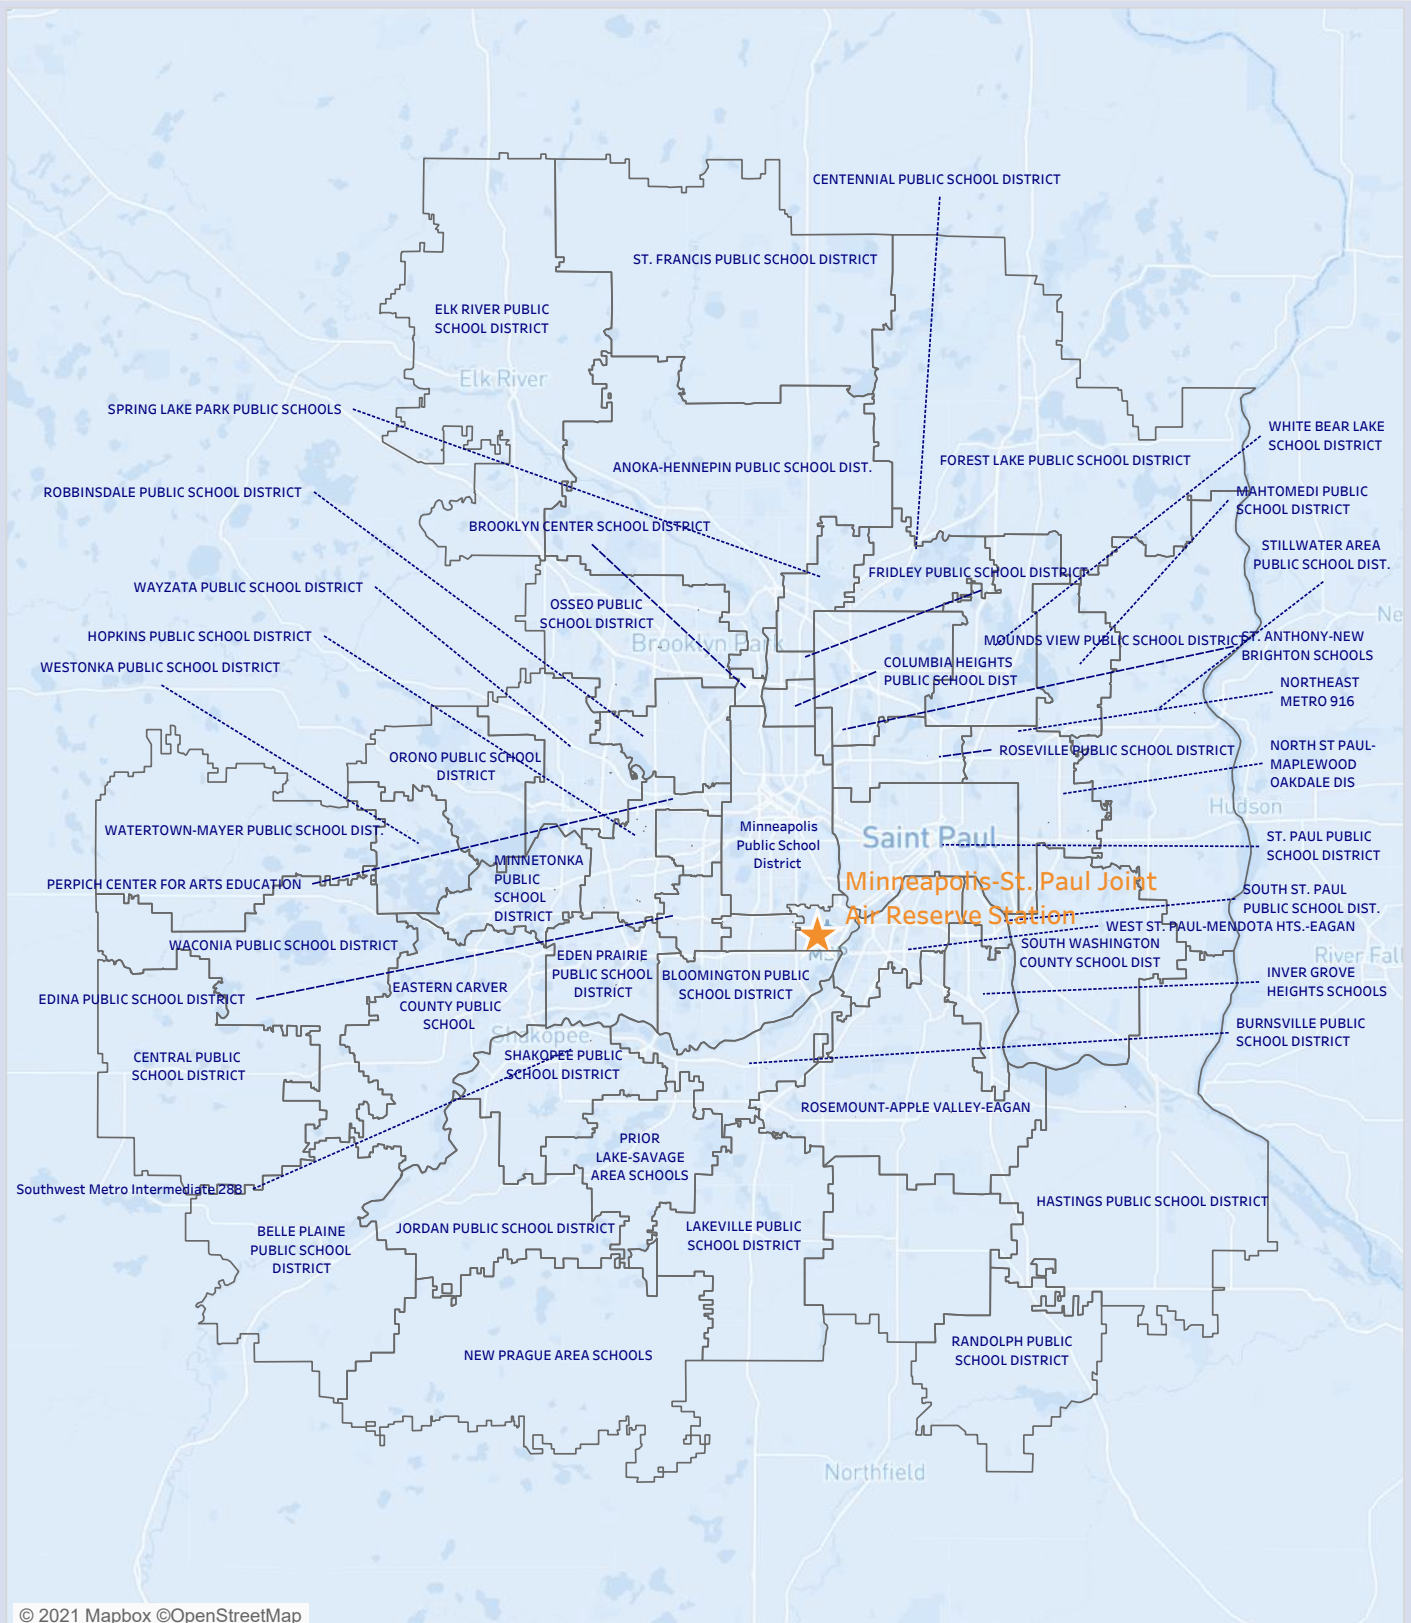 CENTENNIAL PUBLIC SCHOOL DISTRICT
ST. FRANCIS PUBLIC SCHOOL DISTRICT
ELK RIVER PUBLIC
SCHOOL DISTRICT
Elk River
SPRING LAKE PARK PUBLIC SCHOOLS
WHITE BEAR LAKE
SCHOOL DISTRICT
ANOKA-HENNEPIN PUBLIC SCHOOL DIST.
FOREST LAKE PUBLIC SCHOOL DISTRICT
ROBBINSDALE PUBLIC SCHOOL DISTRICT
MAHTOMEDI PUBLIC
SCHOOL DISTRICT
BROOKLYN CENTER SCHOOL DISTRICT
STILLWATER AREA
PUBLIC SCHOOL DIST.
FRIDLEY PUBLIC SCHOOL DISTRICT
WAYZATA PUBLIC SCHOOL DISTRICT
OSSEO PUBLIC
SCHOOL DISTRICT
Ne
HOPKINS PUBLIC SCHOOL DISTRICT
Brooklyn Park
MOUNDS VIEW PUBLIC SCHOOL DISTRICT
ST. ANTHONY-NEW
BRIGHTON SCHOOLS
WESTONKA PUBLIC SCHOOL DISTRICT
COLUMBIA HEIGHTS
PUBLIC SCHOOL DIST
NORTHEAST
METRO 916
ORONO PUBLIC SCHOOL
DISTRICT
ROSEVILLE PUBLIC SCHOOL DISTRICT
NORTH ST PAUL-
MAPLEWOOD
OAKDALE DIS
Hudson
WATERTOWN-MAYER PUBLIC SCHOOL DIST.
Minneapolis
Public School
District
Saint Paul
ST. PAUL PUBLIC
SCHOOL DISTRICT
PERPICH CENTER FOR ARTS EDUCATION
MINNETONKA
PUBLIC
SCHOOL
DISTRICT
Minneapolis-St. Paul Joint
Air Reserve Station
SOUTH ST. PAUL
PUBLIC SCHOOL DIST.
WEST ST. PAUL-MENDOTA HTS.-EAGAN
WACONIA PUBLIC SCHOOL DISTRICT
MSP
SOUTH WASHINGTON
COUNTY SCHOOL DIST
River Fall
EDEN PRAIRIE
PUBLIC SCHOOL
DISTRICT
BLOOMINGTON PUBLIC
SCHOOL DISTRICT
INVER GROVE
HEIGHTS SCHOOLS
EDINA PUBLIC SCHOOL DISTRICT
EASTERN CARVER
COUNTY PUBLIC
SCHOOL
BURNSVILLE PUBLIC
SCHOOL DISTRICT
Shakopee
CENTRAL PUBLIC
SCHOOL DISTRICT
SHAKOPEE PUBLIC
SCHOOL DISTRICT
ROSEMOUNT-APPLE VALLEY-EAGAN
PRIOR
LAKE-SAVAGE
AREA SCHOOLS
Southwest Metro Intermediate 288
HASTINGS PUBLIC SCHOOL DISTRICT
BELLE PLAINE
PUBLIC SCHOOL
DISTRICT
JORDAN PUBLIC SCHOOL DISTRICT
LAKEVILLE PUBLIC
SCHOOL DISTRICT
NEW PRAGUE AREA SCHOOLS
RANDOLPH PUBLIC
SCHOOL DISTRICT
Northfield
© 2021 Mapbox ©OpenStreetMap